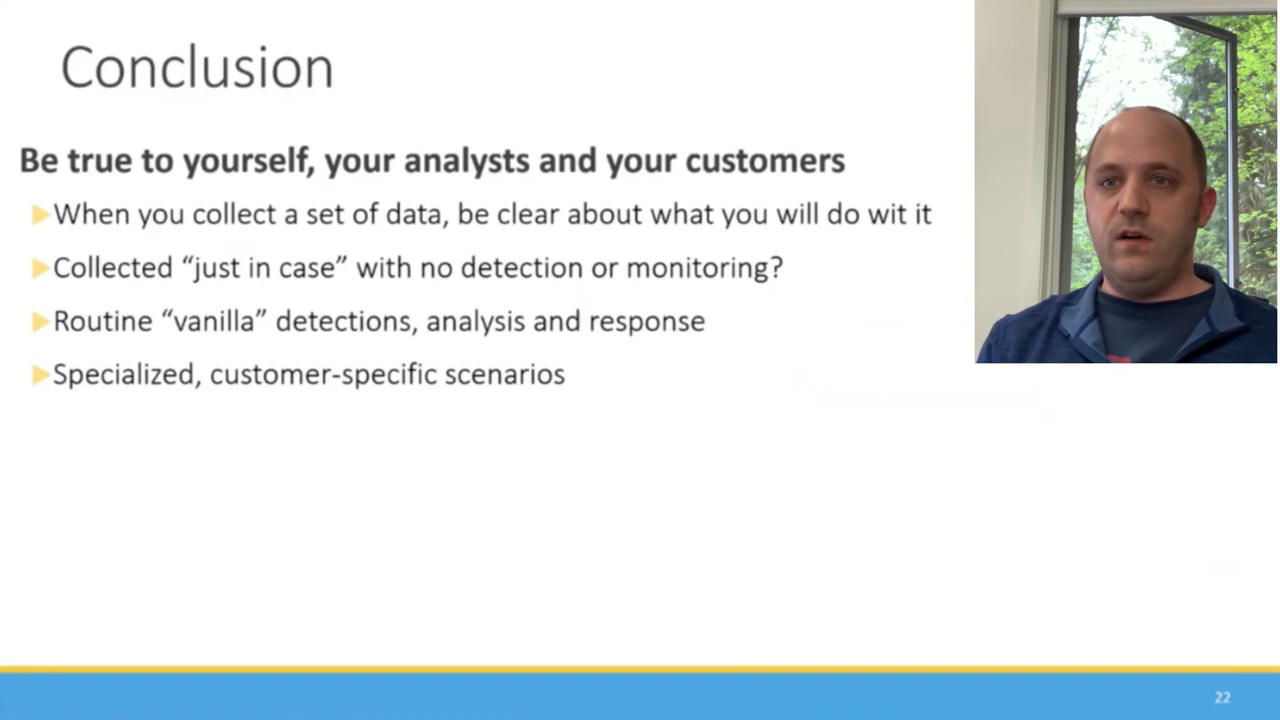 Conclusion
Be true to yourself, your analysts and your customers
When you collect a set of data, be clear about what you will do wit it
Collected “just in case” with no detection or monitoring?
Routine “vanilla” detections, analysis and response
Specialized, customer-specific scenarios
22